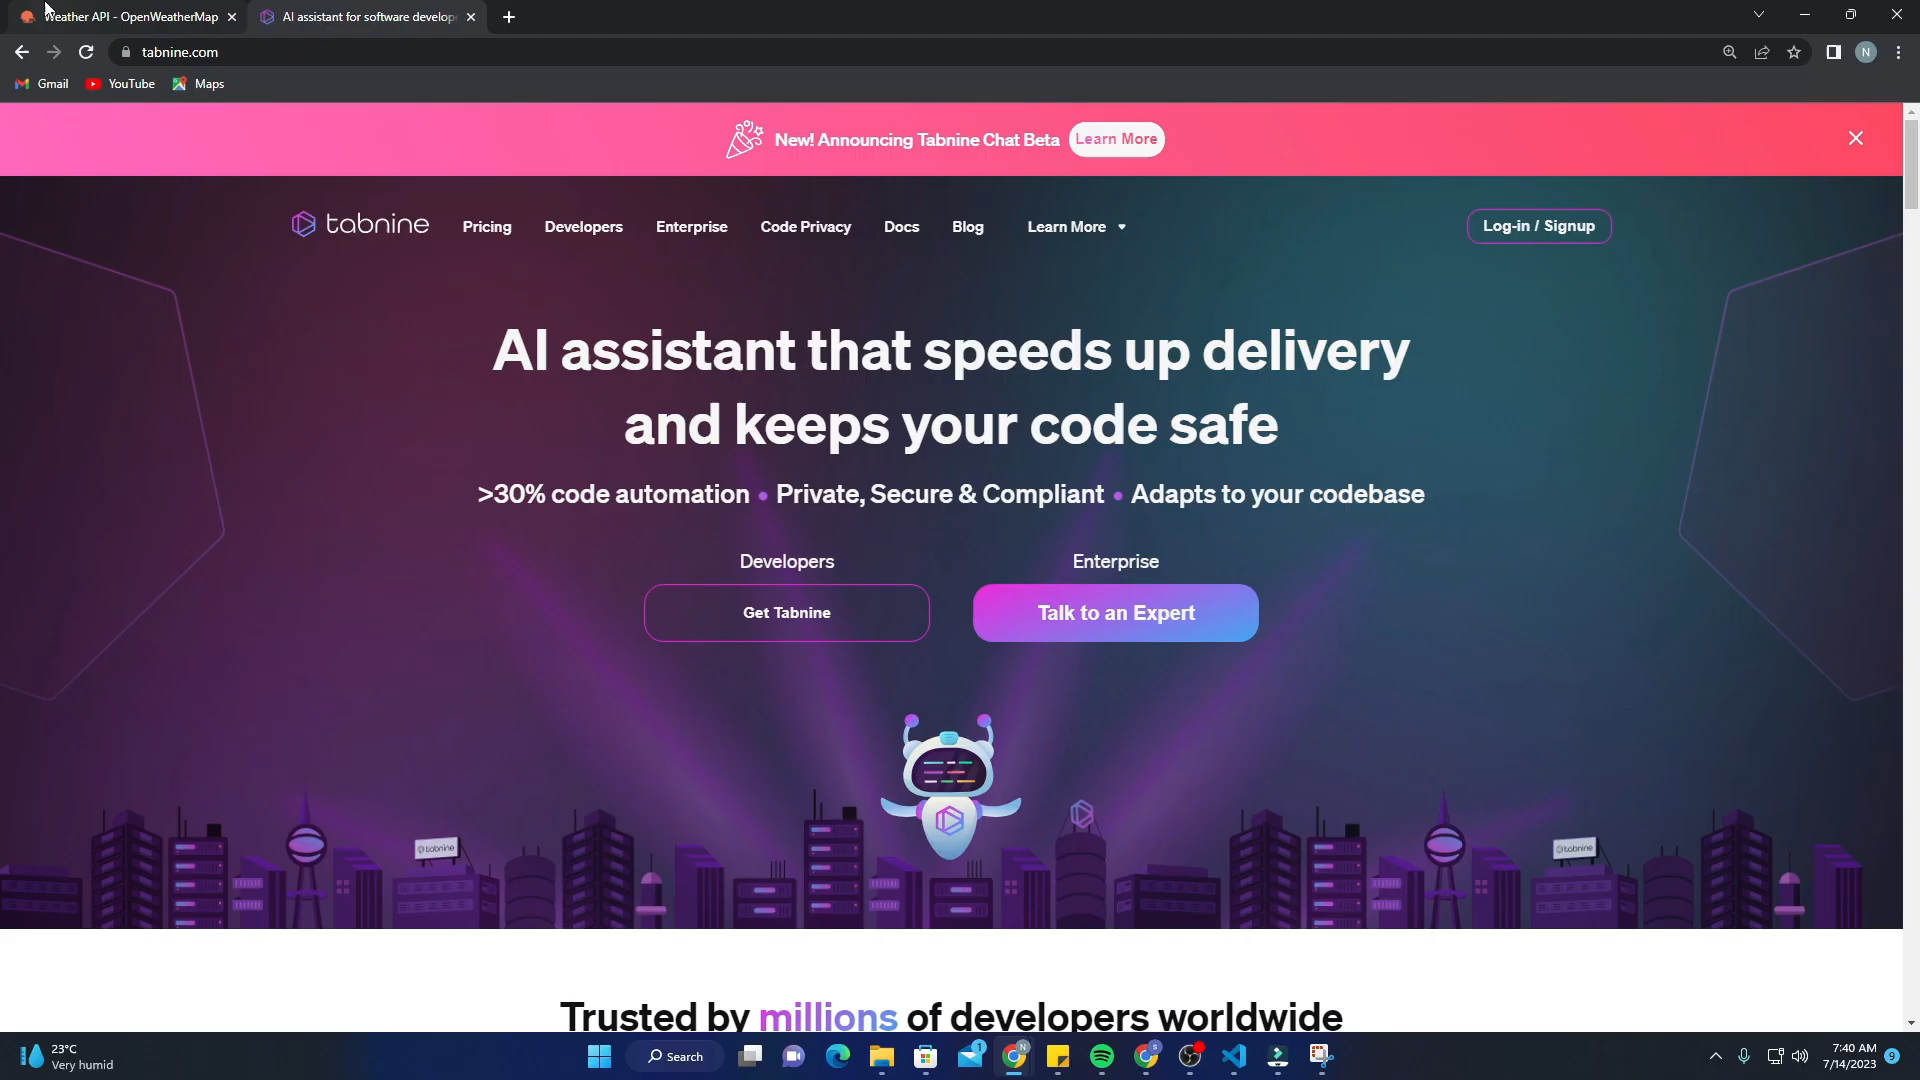 Weather API - OpenWeatherMap
AI assistant for software develop
tabnine.com
N
Gmail
YouTube
Maps
New! Announcing Tabnine Chat Beta
Learn More
tabnine
Pricing
Developers
Enterprise
Code Privacy
Docs
Blog
Learn More
Log-in / Signup
AI assistant that speeds up delivery
and keeps your code safe
>30% code automation • Private, Secure & Compliant • Adapts to your codebase
Developers
Enterprise
Get Tabnine
Talk to an Expert
tabnine
tabnine
Trusted by millions of developers worldwide
23°C
Very humid
Search
1
N
S
7:40 AM
7/14/2023
9